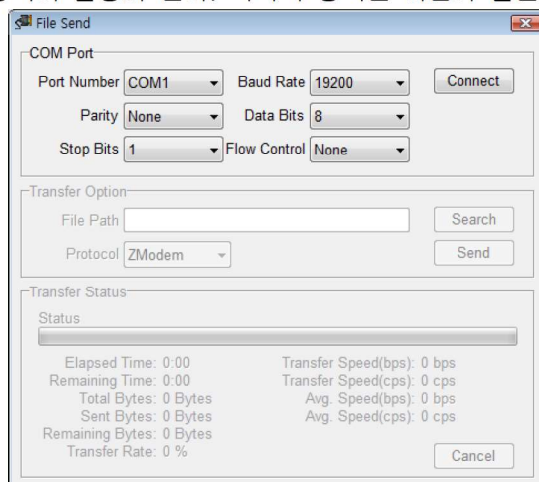 File Send
COM Port
Port Number COM1 Baud Rate 19200 Connect
Parity None Data Bits 8
Stop Bits 1 Flow Control None
Transfer Option
File Path Search
Protocol ZModem Send
Transfer Status
Status
Elapsed Time: 0:00 Transfer Speed(bps): 0 bps
Remaining Time: 0:00 Transfer Speed(cps): 0 cps
Total Bytes: 0 Bytes Avg. Speed(bps): 0 bps
Sent Bytes: 0 Bytes Avg. Speed(cps): 0 cps
Remaining Bytes: 0 Bytes
Transfer Rate: 0 %
Cancel